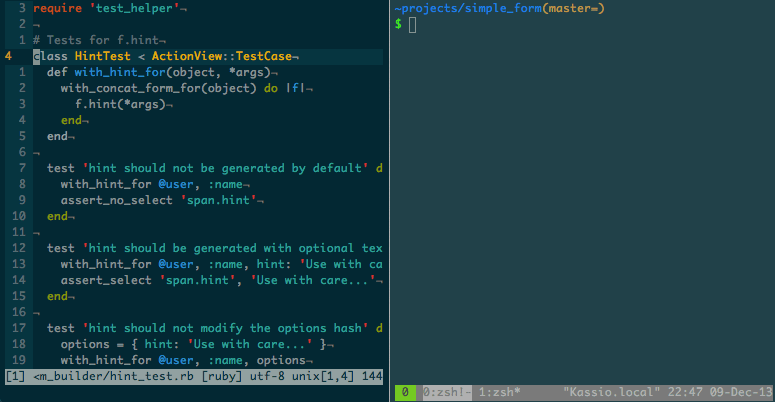 3 require 'test_helper'¬
2 ¬
1 # Tests for f.hint¬
4 class HintTest < ActionView::TestCase¬
1 def with_hint_for(object, *args)¬
2 with_concat_form_for(object) do |f|¬
3 f.hint(*args)¬
4 end¬
5 end¬
6 ¬
7 test 'hint should not be generated by default' d
8 with_hint_for @user, :name¬
9 assert_no_select 'span.hint'¬
10 end¬
11 ¬
12 test 'hint should be generated with optional tex
13 with_hint_for @user, :name, hint: 'Use with ca
14 assert_select 'span.hint', 'Use with care...'¬
15 end¬
16 ¬
17 test 'hint should not modify the options hash' d
18 options = { hint: 'Use with care...' }¬
19 with_hint_for @user, :name, options¬
[1] <m_builder/hint_test.rb [ruby] utf-8 unix[1,4] 144
~projects/simple_form(master=)
$
0 0:zsh!- 1:zsh* "Kassio.local" 22:47 09-Dec-13